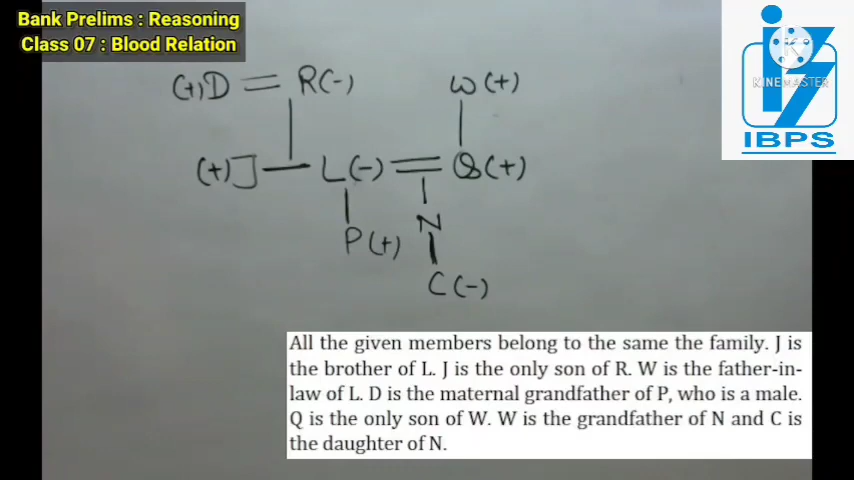 Bank Prelims : Reasoning
Class 07 : Blood Relation
KINEMASTER
IBPS
(+)D = R(-) W(+)
(+)J — L(-) = Q(+)
P(+) N
C(-)
All the given members belong to the same the family. J is
the brother of L. J is the only son of R. W is the father-in-
law of L. D is the maternal grandfather of P, who is a male.
Q is the only son of W. W is the grandfather of N and C is
the daughter of N.